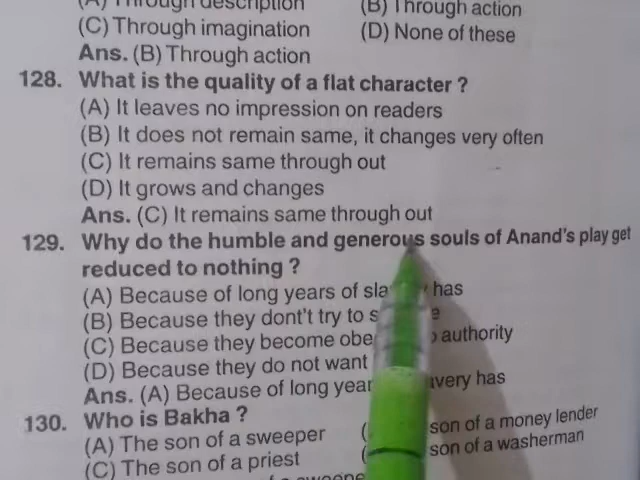 (A) Through description (B) Through action
(C) Through imagination (D) None of these
Ans. (B) Through action
128. What is the quality of a flat character ?
(A) It leaves no impression on readers
(B) It does not remain same, it changes very often
(C) It remains same through out
(D) It grows and changes
Ans. (C) It remains same through out
129. Why do the humble and generous souls of Anand's play get
reduced to nothing ?
(A) Because of long years of has
(B) Because they dont't try to
(C) Because they become authority
(D) Because they do not want
Ans. (A) Because of long has
130. Who is Bakha ?
(A) The son of a sweeper son of a money lender
(C) The son of a priest son of a washerman